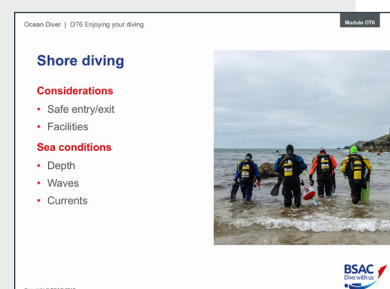 Ocean Diver | OT6 Enjoying your diving
Module OT6
Shore diving
Considerations
• Safe entry/exit
• Facilities
Sea conditions
• Depth
• Waves
• Currents
BSAC
Dive with us